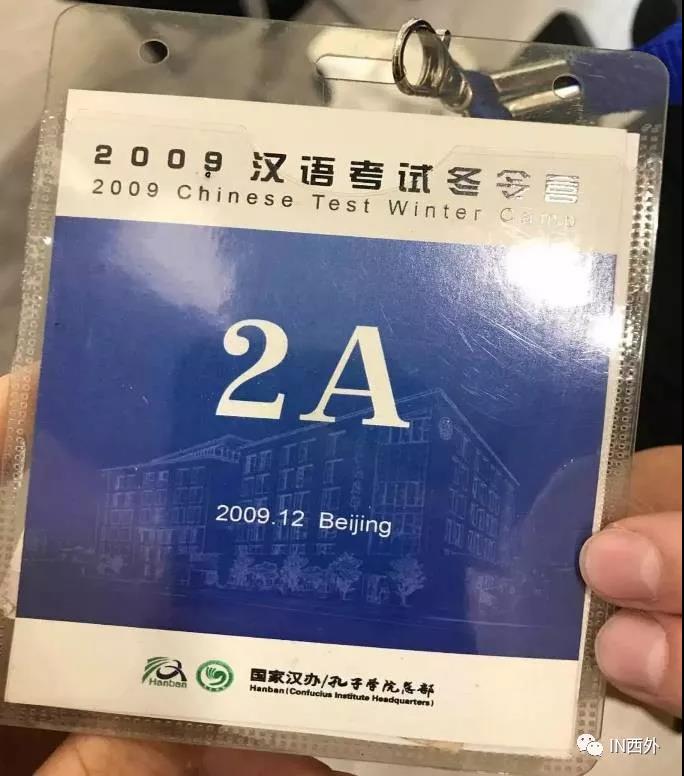 2009 汉语考试冬令营
2009 Chinese Test Winter Camp
2A
2009.12 Beijing
Hanban
国家汉办/孔子学院总部
Hanban(Confucius Institute Headquarters)
IN西外